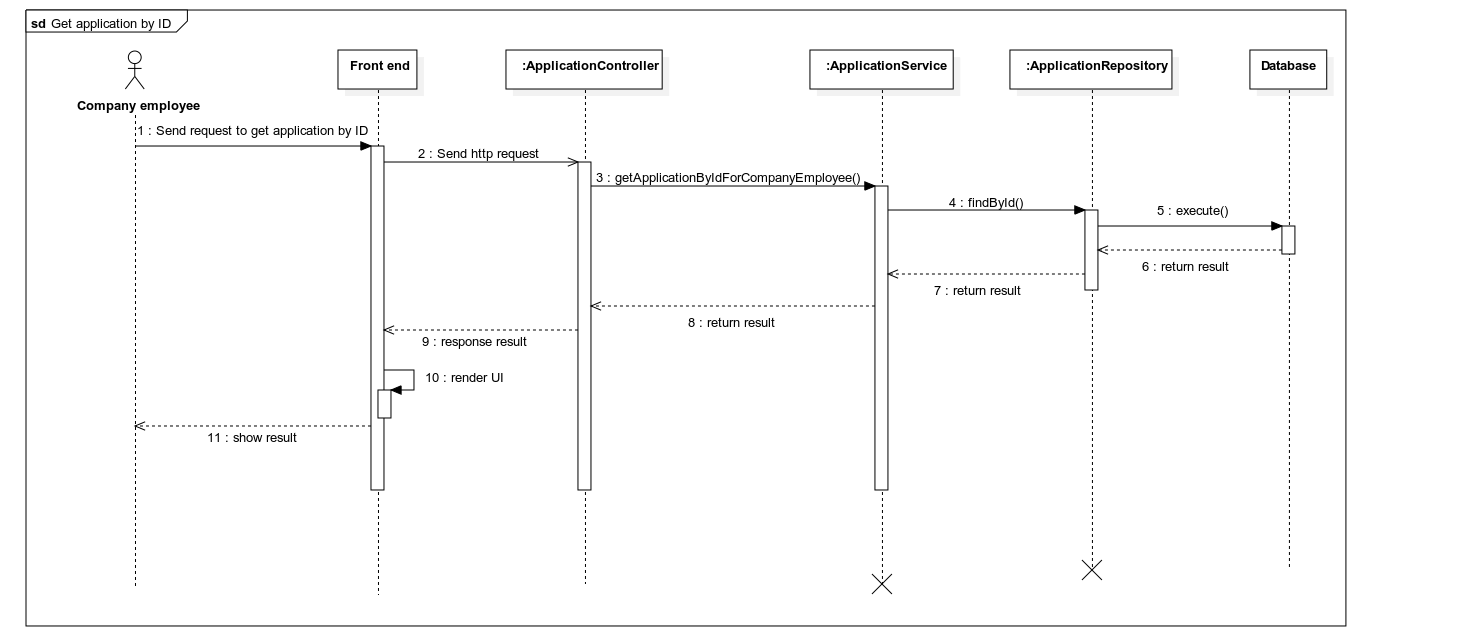 sd Get application by ID
Company employee
Front end
:ApplicationController
:ApplicationService
:ApplicationRepository
Database
1 : Send request to get application by ID
2 : Send http request
3 : getApplicationByIdForCompanyEmployee()
4 : findById()
5 : execute()
6 : return result
7 : return result
8 : return result
9 : response result
10 : render UI
11 : show result